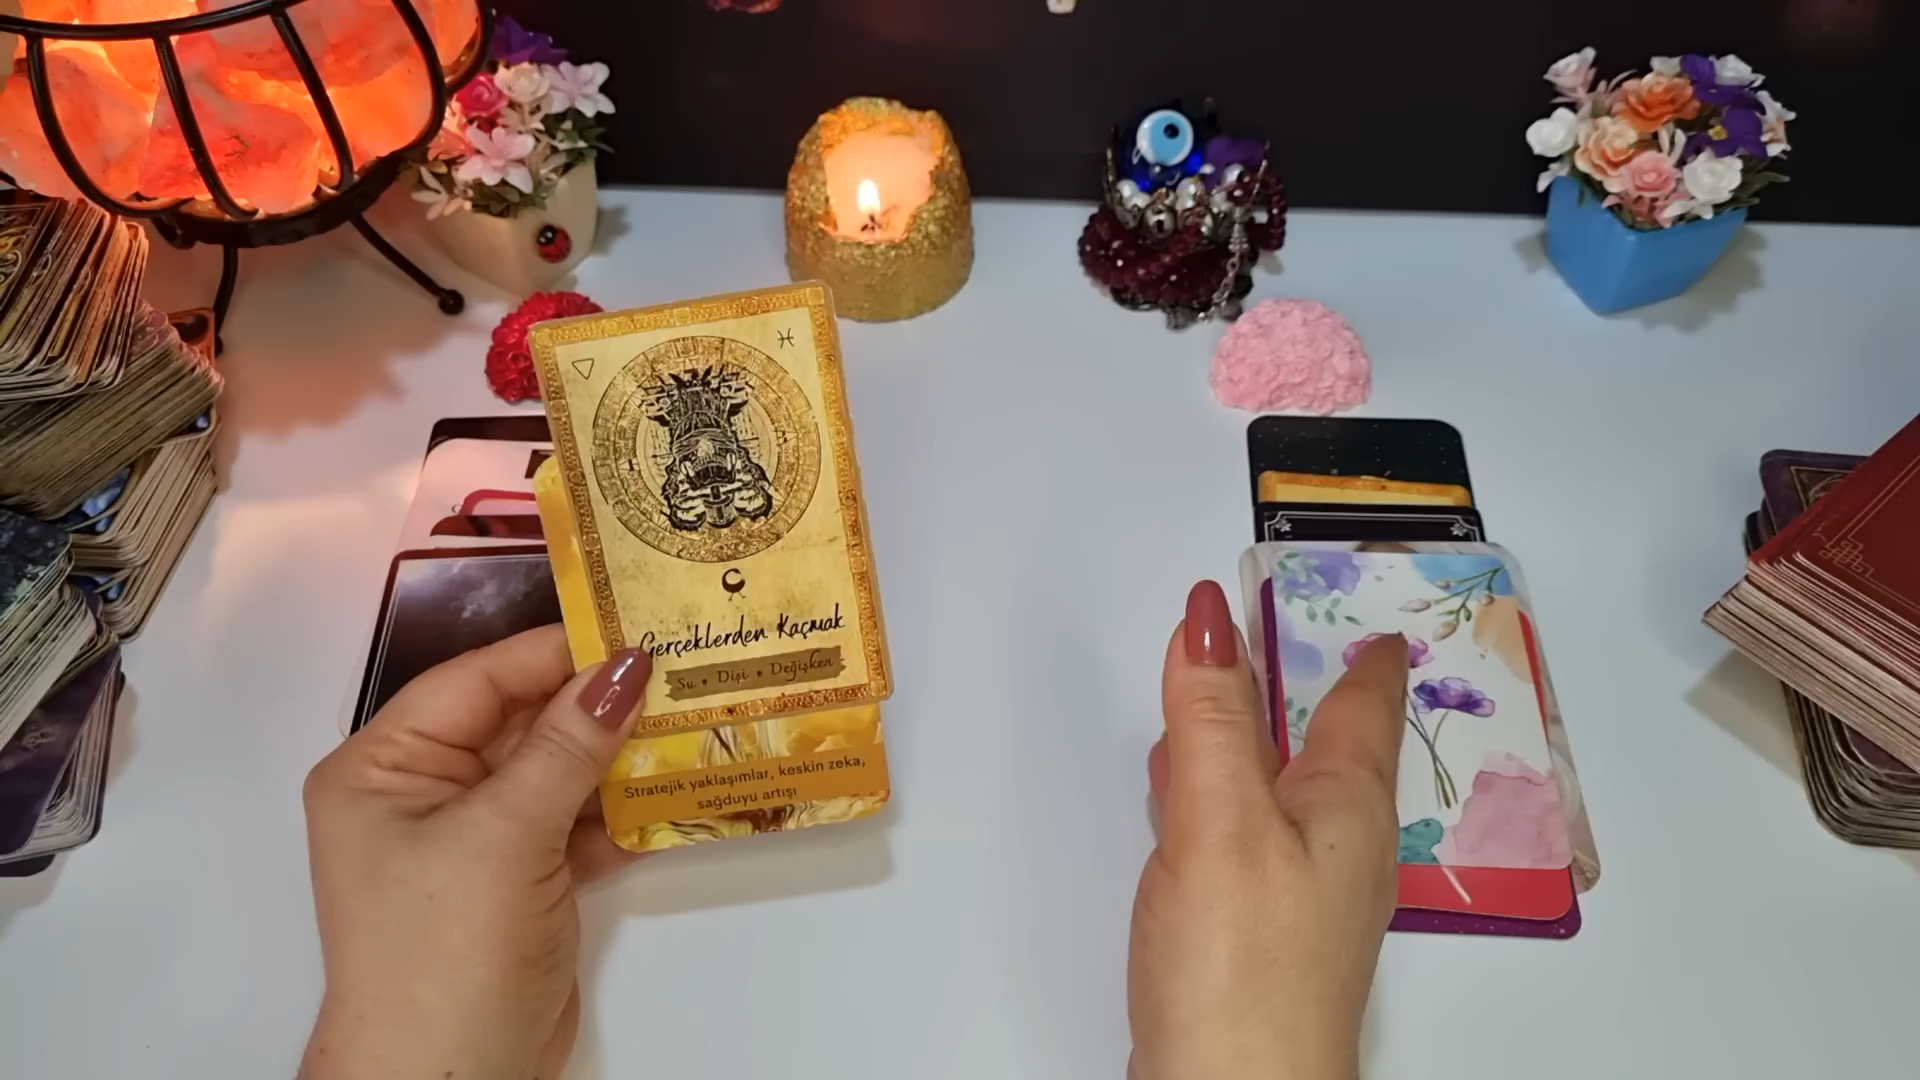 Gerçeklerden Kaçmak
Su • Dişi • Değişken
Stratejik yaklaşımlar, keskin zeka,
sağduyu artışı